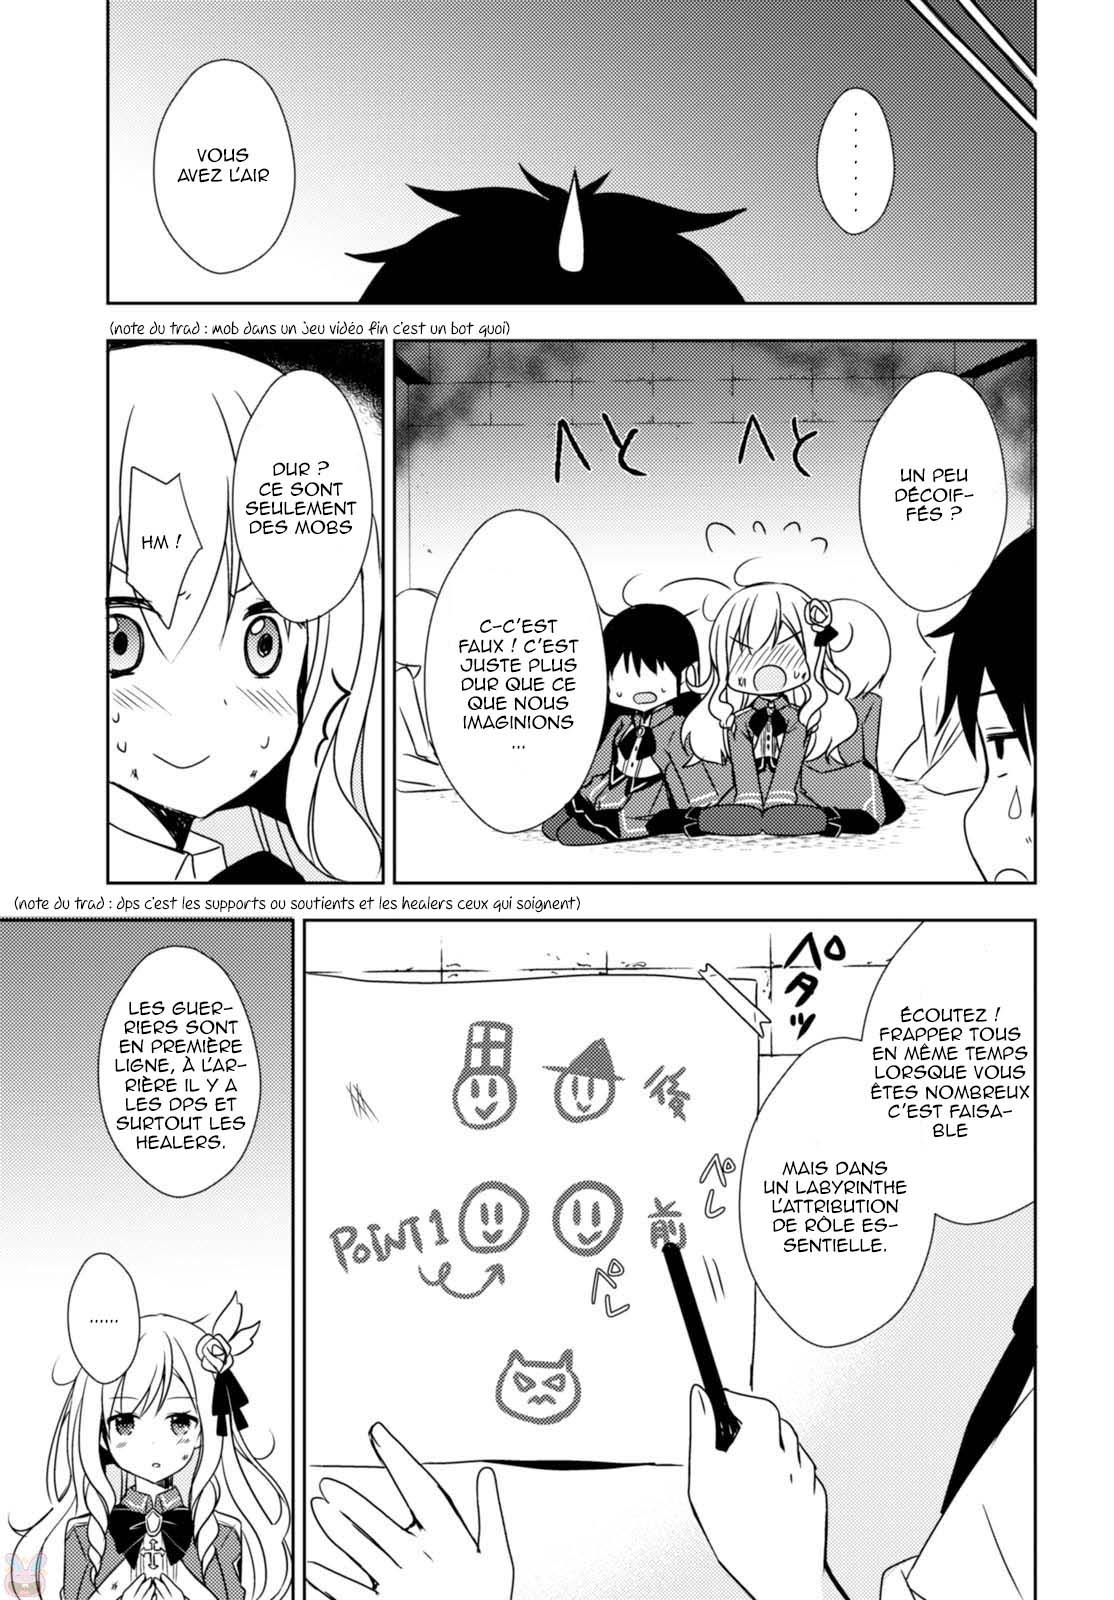 .........
VOUS
AVEZ L'AIR
(note du trad : mob dans un jeu vidéo fin c'est un bot quoi)
UN PEU
DÉCOIF-
FÉS ?
へと
へと
C-C'EST
FAUX ! C'EST
JUSTE PLUS
DUR QUE CE
QUE NOUS
IMAGINIONS
...
DUR ?
CE SONT
SEULEMENT
DES MOBS
HM !
(note du trad : dps c'est les supports ou soutients et les healers ceux qui soignent)
ÉCOUTEZ !
FRAPPER TOUS
EN MÊME TEMPS
LORSQUE VOUS
ÊTES NOMBREUX
C'EST FAISA-
BLE
MAIS DANS
UN LABYRINTHE
L'ATTRIBUTION
DE RÔLE ES-
SENTIELLE.
ペタッ
後
前
ペレ
ペレ
POINT 1
LES GUER-
RIERS SONT
EN PREMIÈRE
LIGNE, À L'AR-
RIÈRE IL Y A
LES DPS ET
SURTOUT LES
HEALERS.
......